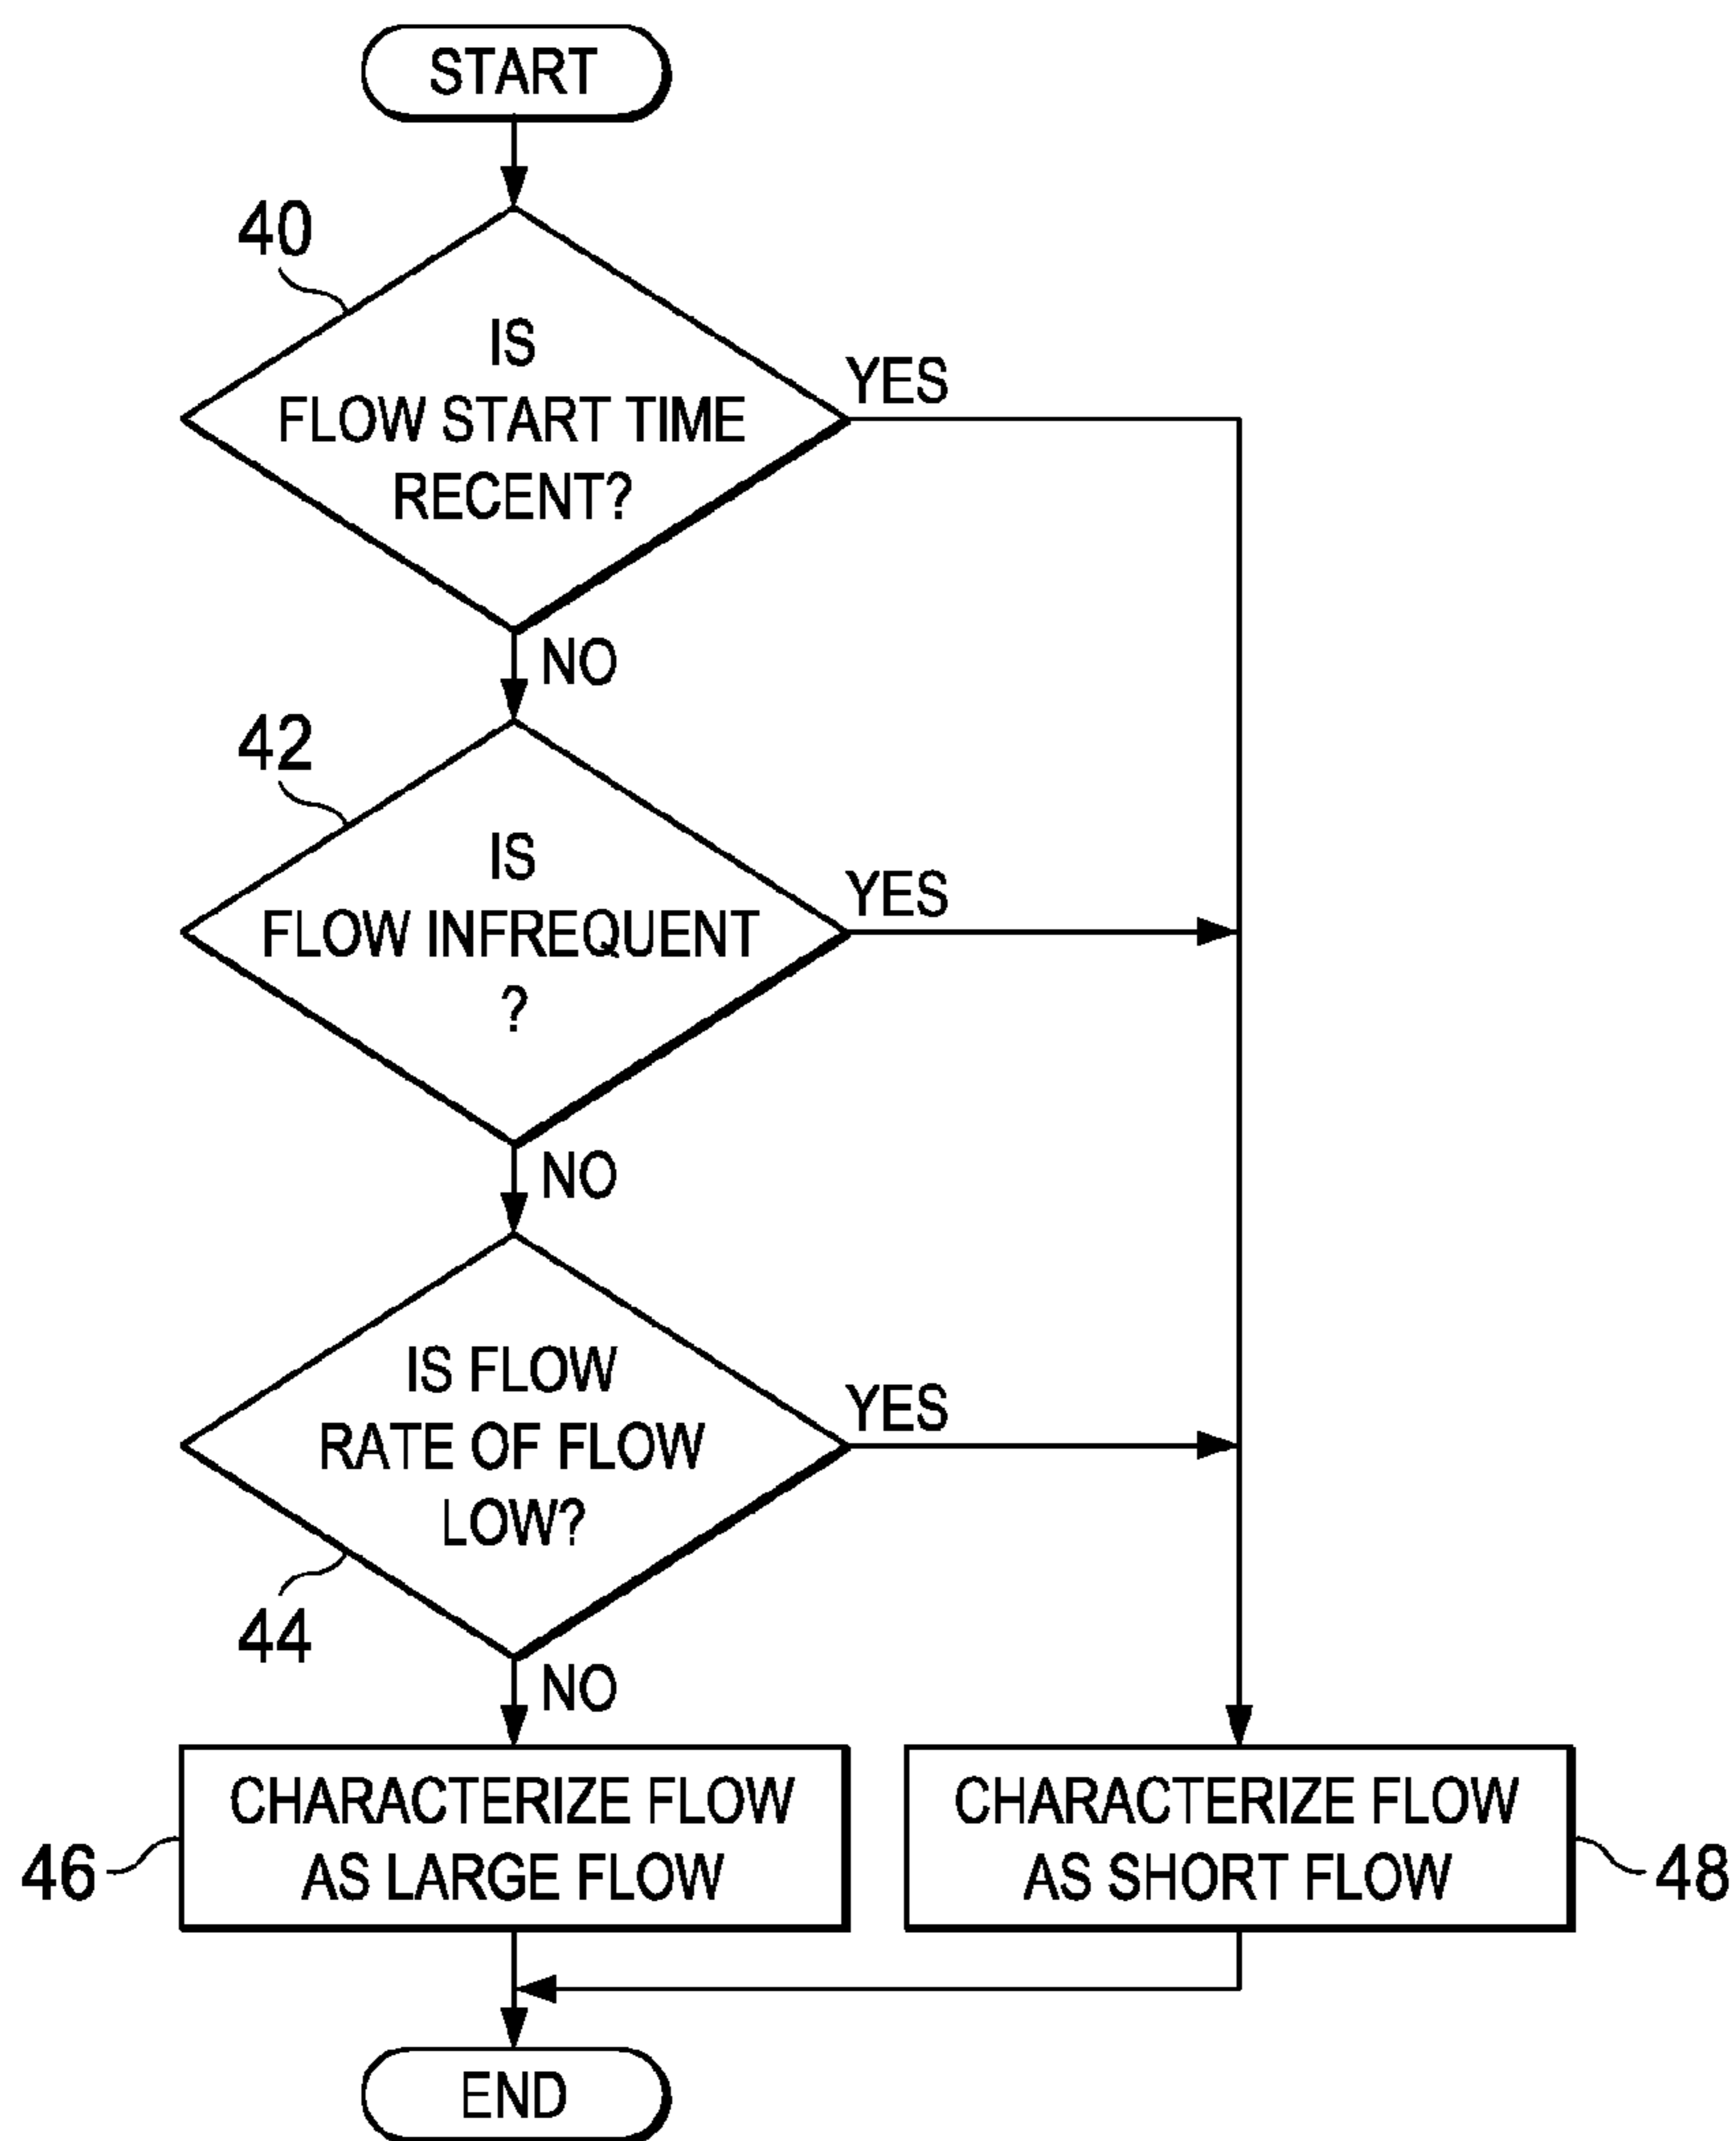 START
40
IS
FLOW START TIME
RECENT?
YES
NO
42
IS
FLOW INFREQUENT
?
YES
NO
IS FLOW
RATE OF FLOW
LOW?
YES
44
NO
CHARACTERIZE FLOW
AS LARGE FLOW
46
CHARACTERIZE FLOW
AS SHORT FLOW
48
END